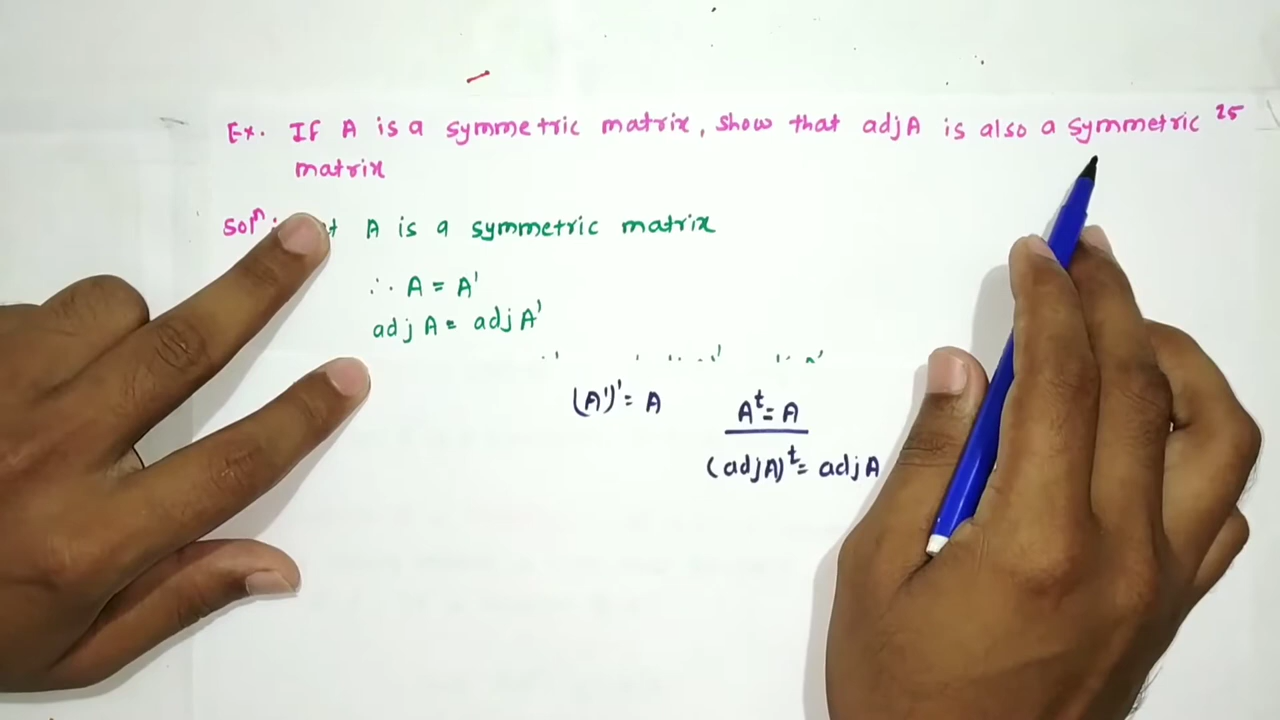 Ex. If A is a symmetric matrix, show that adj A is also a symmetric 25
matrix
Solⁿ: A is a symmetric matrix
∴ A = A'
adj A = adj A'
(A')' = A
Aᵗ = A
(adj A)ᵗ = adj A